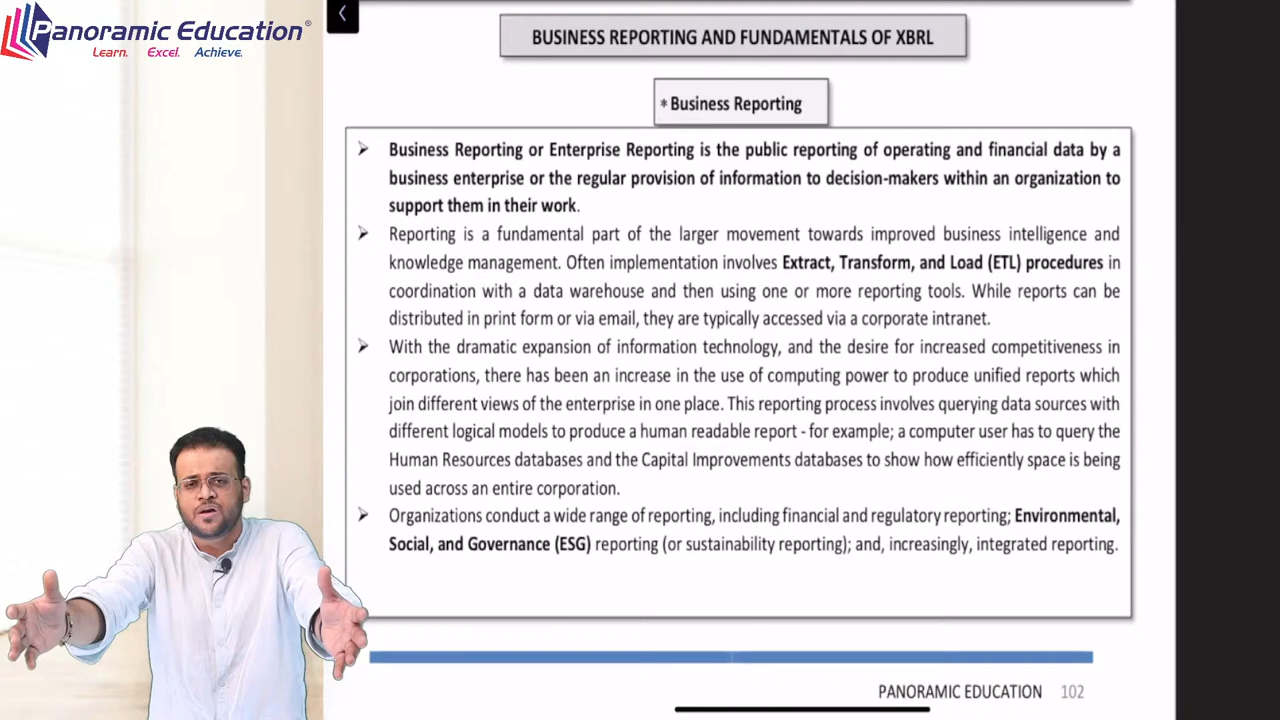 Panoramic Education®
Learn. Excel. Achieve.
BUSINESS REPORTING AND FUNDAMENTALS OF XBRL
* Business Reporting
➢ Business Reporting or Enterprise Reporting is the public reporting of operating and financial data by a
business enterprise or the regular provision of information to decision-makers within an organization to
support them in their work.
➢ Reporting is a fundamental part of the larger movement towards improved business intelligence and
knowledge management. Often implementation involves Extract, Transform, and Load (ETL) procedures in
coordination with a data warehouse and then using one or more reporting tools. While reports can be
distributed in print form or via email, they are typically accessed via a corporate intranet.
➢ With the dramatic expansion of information technology, and the desire for increased competitiveness in
corporations, there has been an increase in the use of computing power to produce unified reports which
join different views of the enterprise in one place. This reporting process involves querying data sources with
different logical models to produce a human readable report - for example; a computer user has to query the
Human Resources databases and the Capital Improvements databases to show how efficiently space is being
used across an entire corporation.
➢ Organizations conduct a wide range of reporting, including financial and regulatory reporting; Environmental,
Social, and Governance (ESG) reporting (or sustainability reporting); and, increasingly, integrated reporting.
PANORAMIC EDUCATION 102